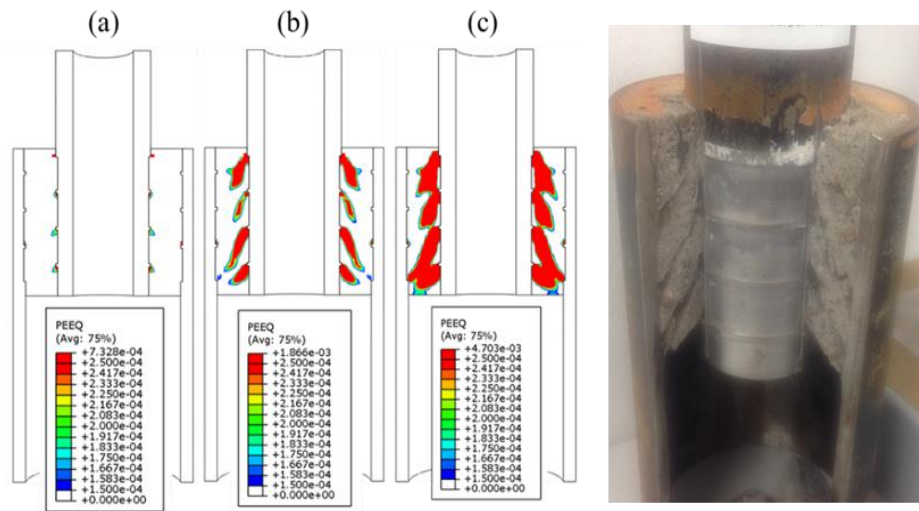 (a)
(b)
(c)
PEEQ
(Avg: 75%)
+7.328e-04
+2.500e-04
+2.417e-04
+2.333e-04
+2.250e-04
+2.167e-04
+2.083e-04
+2.000e-04
+1.917e-04
+1.833e-04
+1.750e-04
+1.667e-04
+1.583e-04
+1.500e-04
+0.000e+00
PEEQ
(Avg: 75%)
+1.866e-03
+2.500e-04
+2.417e-04
+2.333e-04
+2.250e-04
+2.167e-04
+2.083e-04
+2.000e-04
+1.917e-04
+1.833e-04
+1.750e-04
+1.667e-04
+1.583e-04
+1.500e-04
+0.000e+00
PEEQ
(Avg: 75%)
+4.703e-03
+2.500e-04
+2.417e-04
+2.333e-04
+2.250e-04
+2.167e-04
+2.083e-04
+2.000e-04
+1.917e-04
+1.833e-04
+1.750e-04
+1.667e-04
+1.583e-04
+1.500e-04
+0.000e+00